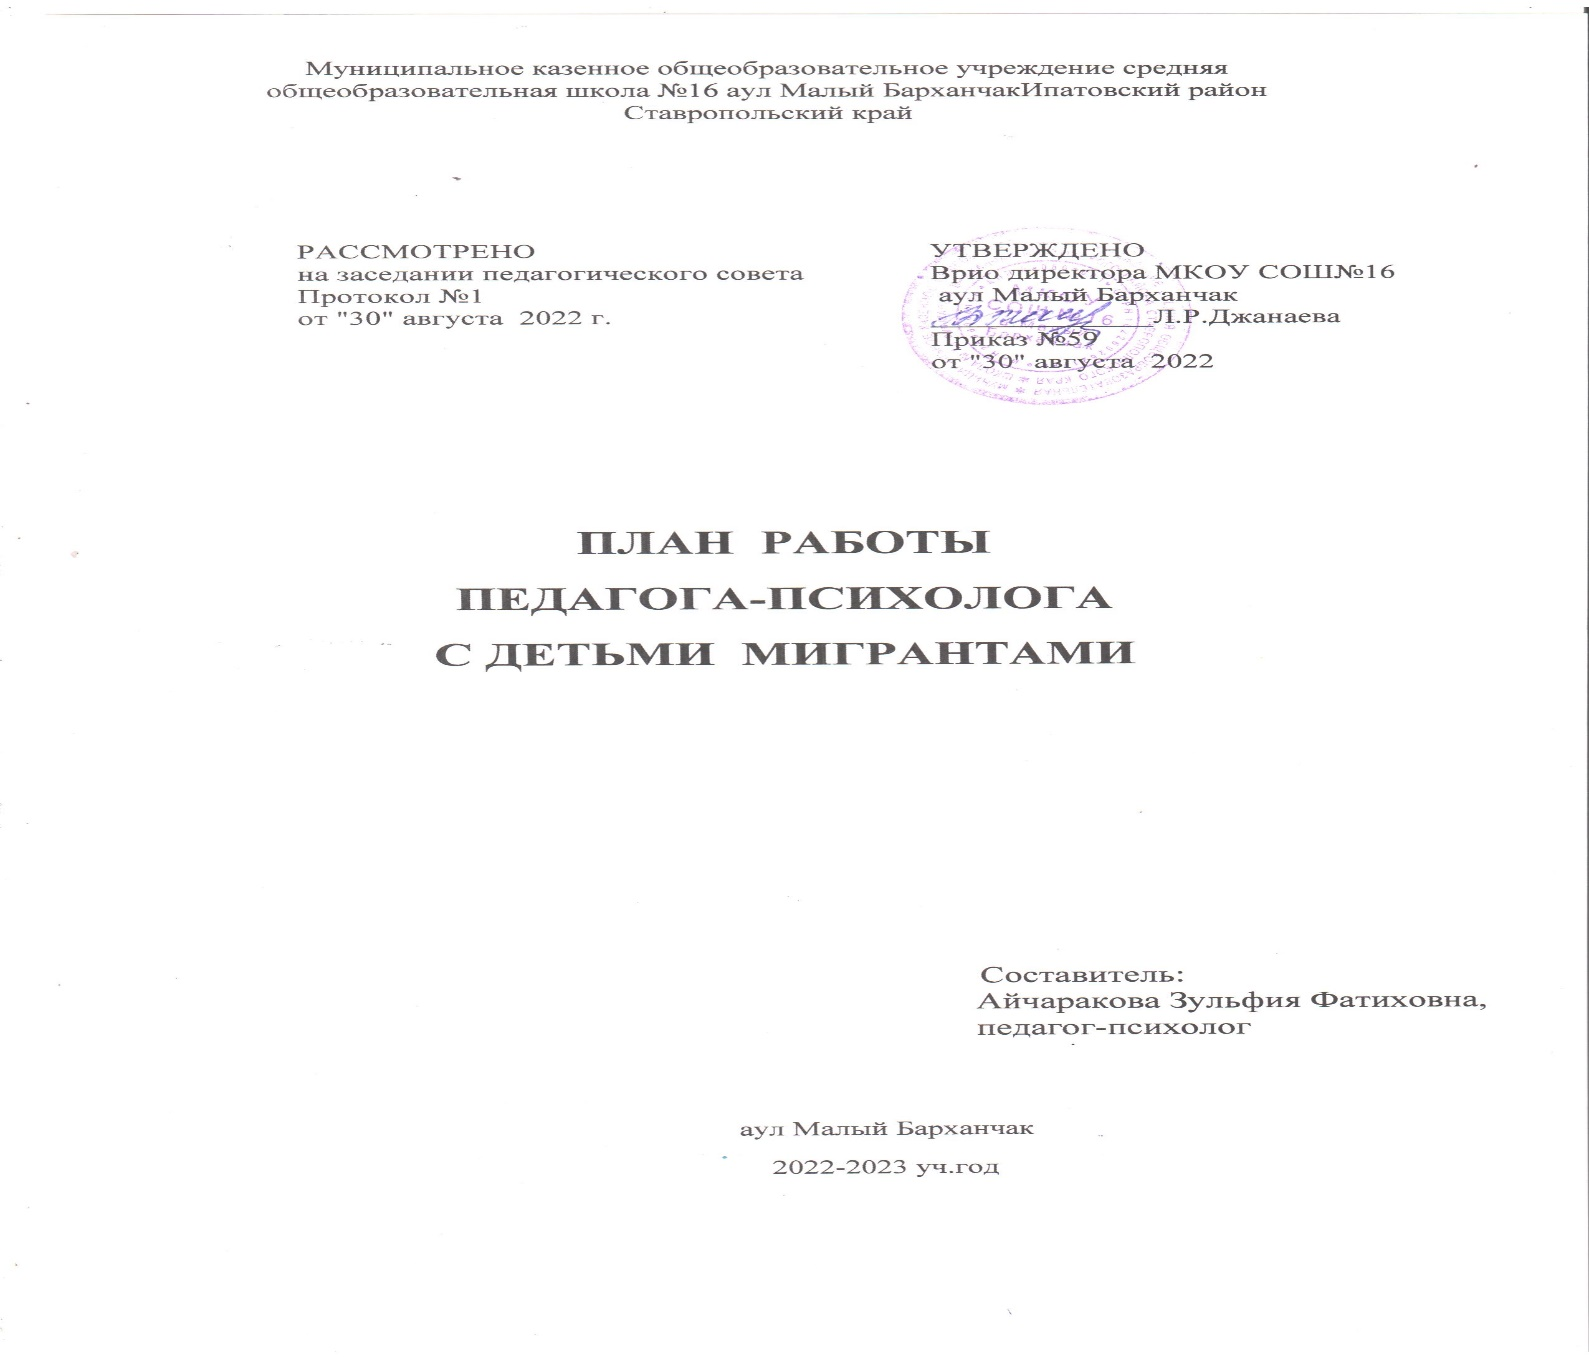 Муниципальное казенное общеобразовательное учреждение средняя
общеобразовательная школа №16 аул Малый БарханчакИпатовский район
Ставропольский край
РАССМОТРЕНО
на заседании педагогического совета
Протокол №1
от "30" августа 2022 г.
УТВЕРЖДЕНО
Врио директора МКОУ СОШ№16
аул Малый Барханчак
Л.Р.Джанаева
Приказ №59
от "30" августа 2022
ПЛАН РАБОТЫ
ПЕДАГОГА-ПСИХОЛОГА
С ДЕТЬМИ МИГРАНТАМИ
Составитель:
Айчаракова Зульфия Фатиховна,
педагог-психолог
аул Малый Барханчак
2022-2023 уч.год